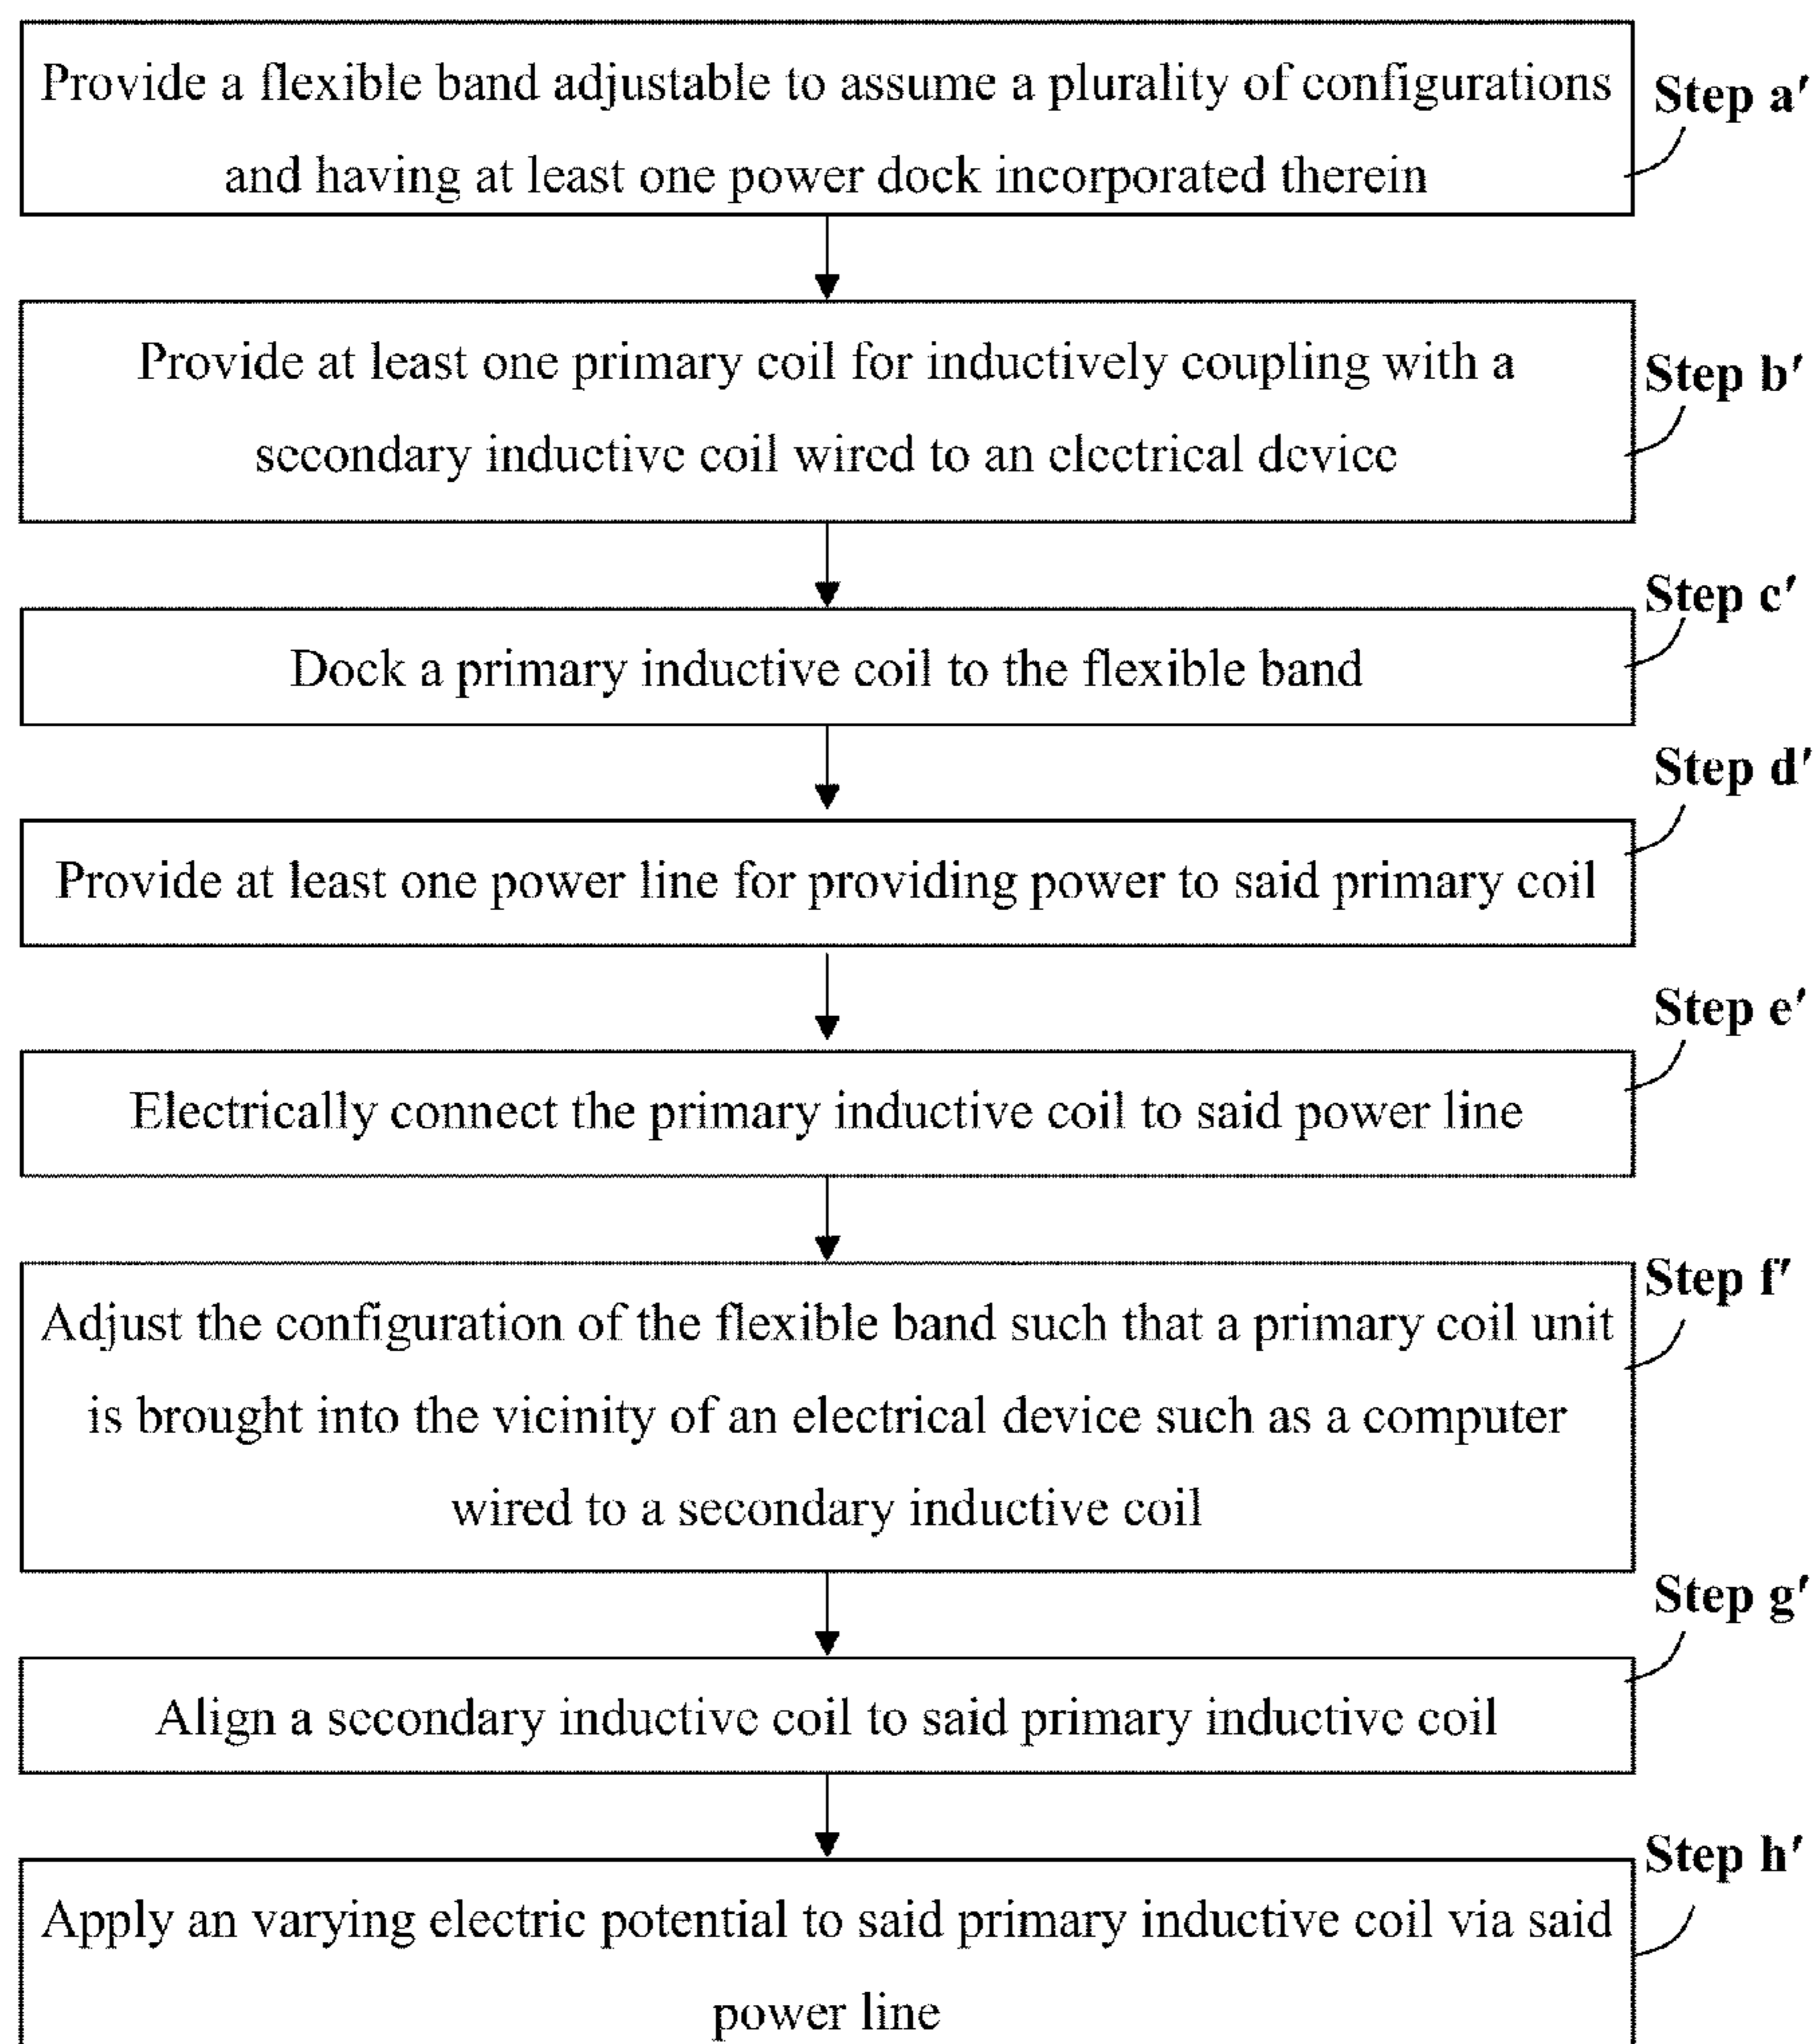 Provide a flexible band adjustable to assume a plurality of configurations
and having at least one power dock incorporated therein
Step a'
Provide at least one primary coil for inductively coupling with a
secondary inductive coil wired to an electrical device
Step b'
Step c'
Dock a primary inductive coil to the flexible band
Step d'
Provide at least one power line for providing power to said primary coil
Step e'
Electrically connect the primary inductive coil to said power line
Step f'
Adjust the configuration of the flexible band such that a primary coil unit
is brought into the vicinity of an electrical device such as a computer
wired to a secondary inductive coil
Step g'
Align a secondary inductive coil to said primary inductive coil
Step h'
Apply an varying electric potential to said primary inductive coil via said
power line